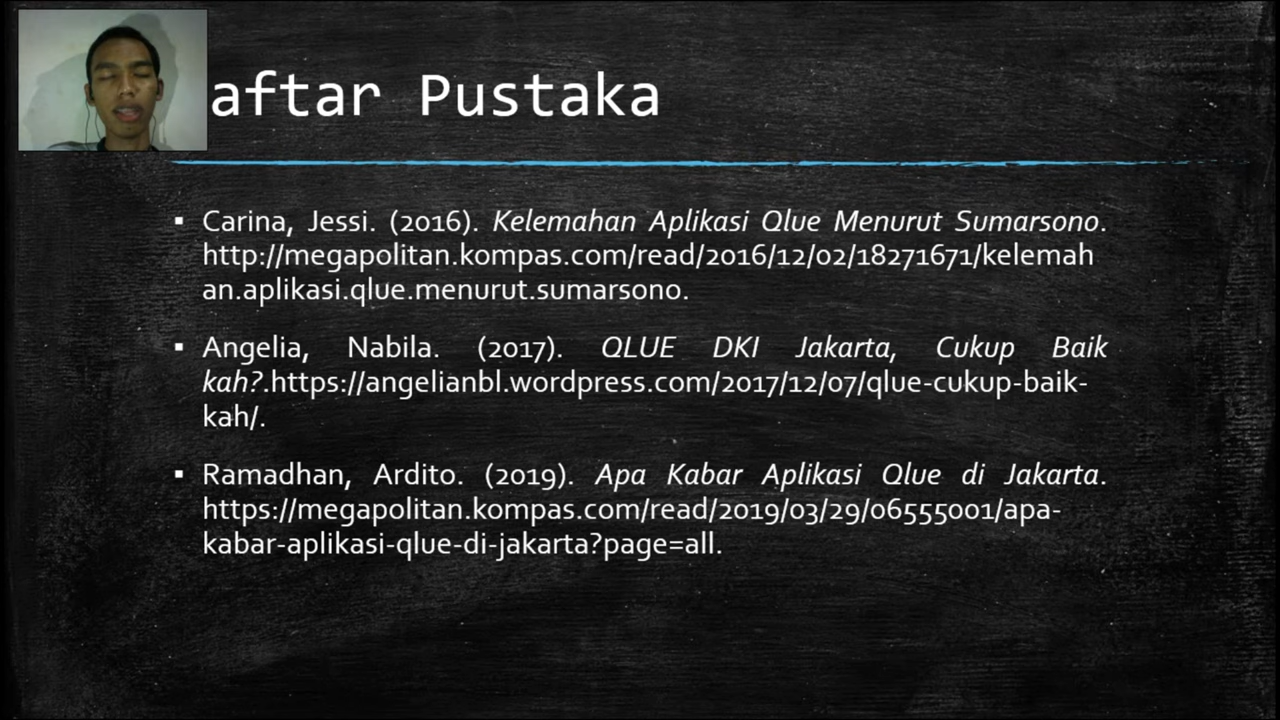 aftar Pustaka
▪ Carina, Jessi. (2016). Kelemahan Aplikasi Qlue Menurut Sumarsono.
http://megapolitan.kompas.com/read/2016/12/02/18271671/kelemah
an.aplikasi.qlue.menurut.sumarsono.
▪ Angelia, Nabila. (2017). QLUE DKI Jakarta, Cukup Baik
kah?.https://angelianbl.wordpress.com/2017/12/07/qlue-cukup-baik-
kah/.
▪ Ramadhan, Ardito. (2019). Apa Kabar Aplikasi Qlue di Jakarta.
https://megapolitan.kompas.com/read/2019/03/29/06555001/apa-
kabar-aplikasi-qlue-di-jakarta?page=all.